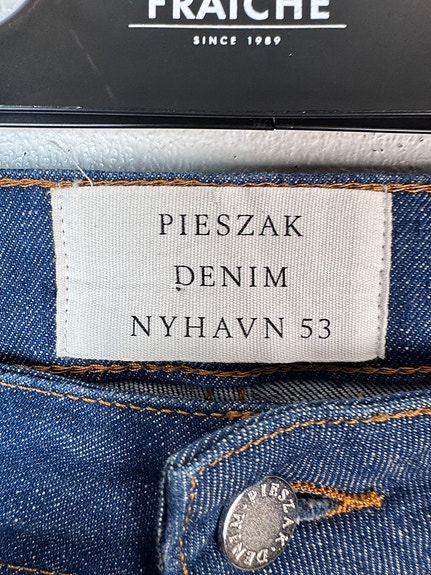 FRAICHE
SINCE 1989
PIESZAK
DENIM
NYHAVN 53
PIESZAK · DENIM ·